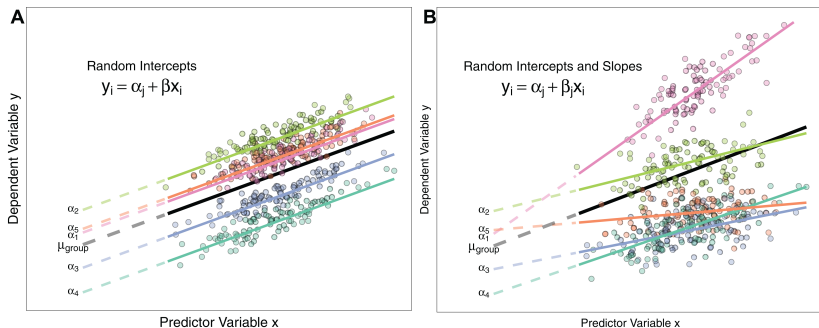 A
Random Intercepts
yᵢ = αⱼ + βxᵢ
Dependent Variable y
α₂
α₅
α₁
μgroup
α₃
α₄
Predictor Variable x
B
Random Intercepts and Slopes
yᵢ = αⱼ + βⱼxᵢ
Dependent Variable y
α₂
α₅
α₁
μgroup
α₃
α₄
Predictor Variable x